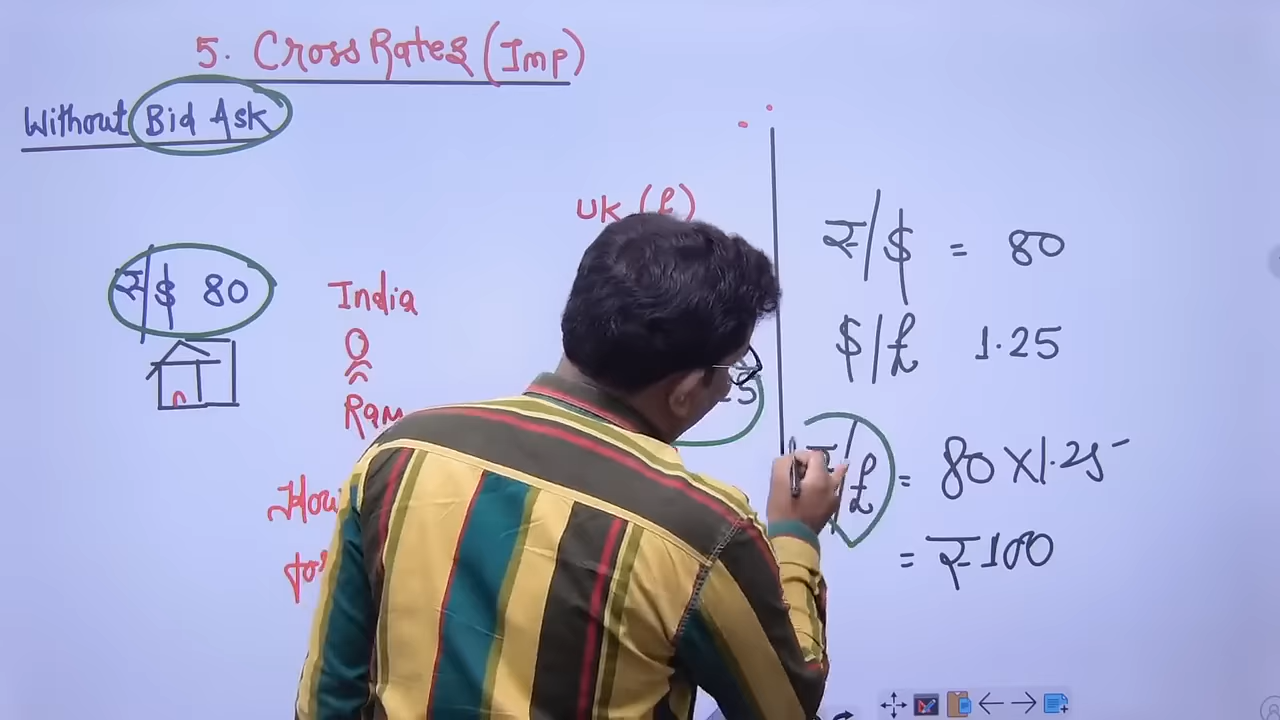 5. Cross Rates (Imp)
Without Bid Ask
UK (£)
₹/$ 80
India
Ram
₹/$ = 80
$/£ 1.25
₹/£ = 80 X 1.25
= ₹100